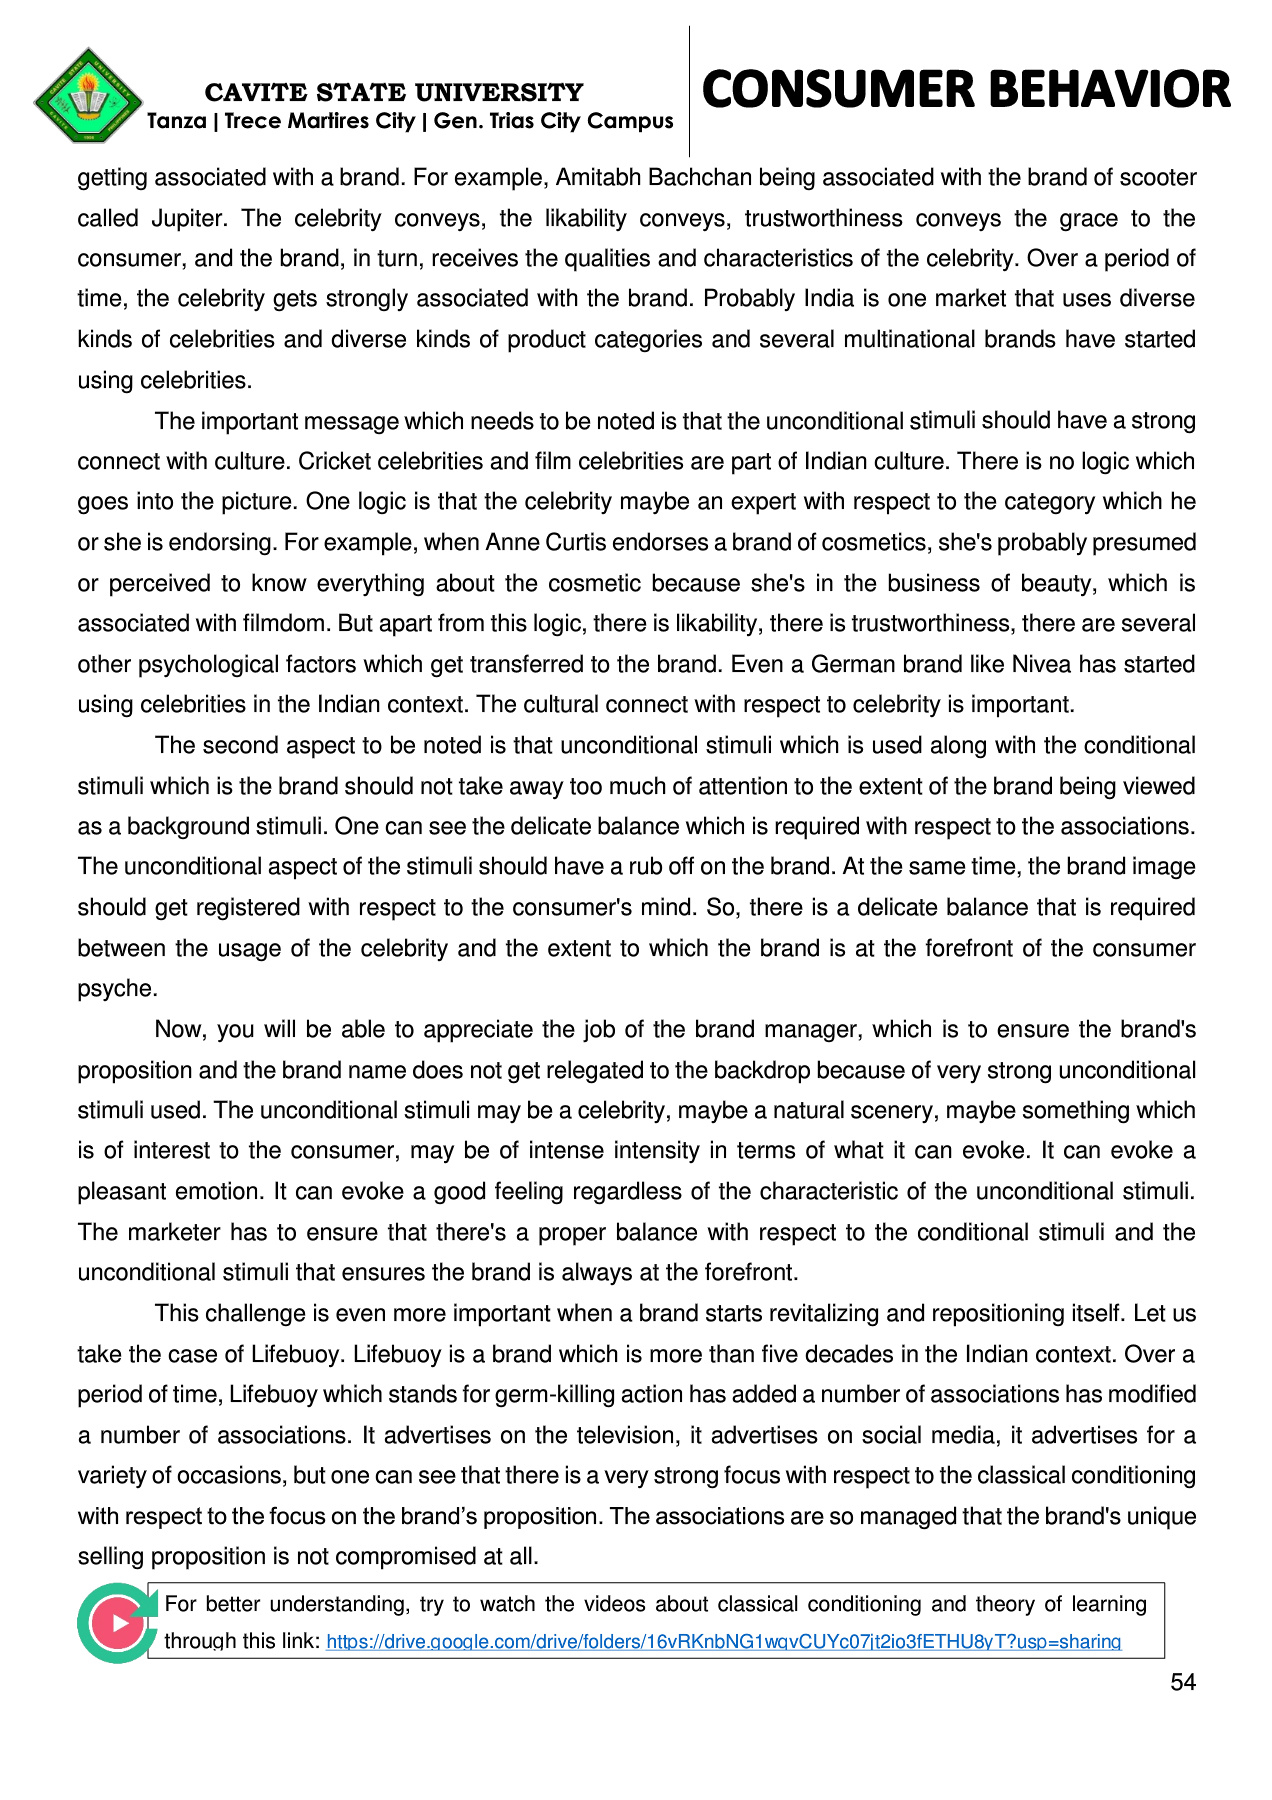 CAVITE STATE UNIVERSITY
Tanza | Trece Martires City | Gen. Trias City Campus
CONSUMER BEHAVIOR
getting associated with a brand. For example, Amitabh Bachchan being associated with the brand of scooter
called Jupiter. The celebrity conveys, the likability conveys, trustworthiness conveys the grace to the
consumer, and the brand, in turn, receives the qualities and characteristics of the celebrity. Over a period of
time, the celebrity gets strongly associated with the brand. Probably India is one market that uses diverse
kinds of celebrities and diverse kinds of product categories and several multinational brands have started
using celebrities.
The important message which needs to be noted is that the unconditional stimuli should have a strong
connect with culture. Cricket celebrities and film celebrities are part of Indian culture. There is no logic which
goes into the picture. One logic is that the celebrity maybe an expert with respect to the category which he
or she is endorsing. For example, when Anne Curtis endorses a brand of cosmetics, she's probably presumed
or perceived to know everything about the cosmetic because she's in the business of beauty, which is
associated with filmdom. But apart from this logic, there is likability, there is trustworthiness, there are several
other psychological factors which get transferred to the brand. Even a German brand like Nivea has started
using celebrities in the Indian context. The cultural connect with respect to celebrity is important.
The second aspect to be noted is that unconditional stimuli which is used along with the conditional
stimuli which is the brand should not take away too much of attention to the extent of the brand being viewed
as a background stimuli. One can see the delicate balance which is required with respect to the associations.
The unconditional aspect of the stimuli should have a rub off on the brand. At the same time, the brand image
should get registered with respect to the consumer's mind. So, there is a delicate balance that is required
between the usage of the celebrity and the extent to which the brand is at the forefront of the consumer
psyche.
Now, you will be able to appreciate the job of the brand manager, which is to ensure the brand's
proposition and the brand name does not get relegated to the backdrop because of very strong unconditional
stimuli used. The unconditional stimuli may be a celebrity, maybe a natural scenery, maybe something which
is of interest to the consumer, may be of intense intensity in terms of what it can evoke. It can evoke a
pleasant emotion. It can evoke a good feeling regardless of the characteristic of the unconditional stimuli.
The marketer has to ensure that there's a proper balance with respect to the conditional stimuli and the
unconditional stimuli that ensures the brand is always at the forefront.
This challenge is even more important when a brand starts revitalizing and repositioning itself. Let us
take the case of Lifebuoy. Lifebuoy is a brand which is more than five decades in the Indian context. Over a
period of time, Lifebuoy which stands for germ-killing action has added a number of associations has modified
a number of associations. It advertises on the television, it advertises on social media, it advertises for a
variety of occasions, but one can see that there is a very strong focus with respect to the classical conditioning
with respect to the focus on the brand’s proposition. The associations are so managed that the brand's unique
selling proposition is not compromised at all.
For better understanding, try to watch the videos about classical conditioning and theory of learning
through this link: https://drive.google.com/drive/folders/16vRKnbNG1wqvCUYc07jt2io3fETHU8yT?usp=sharing
54